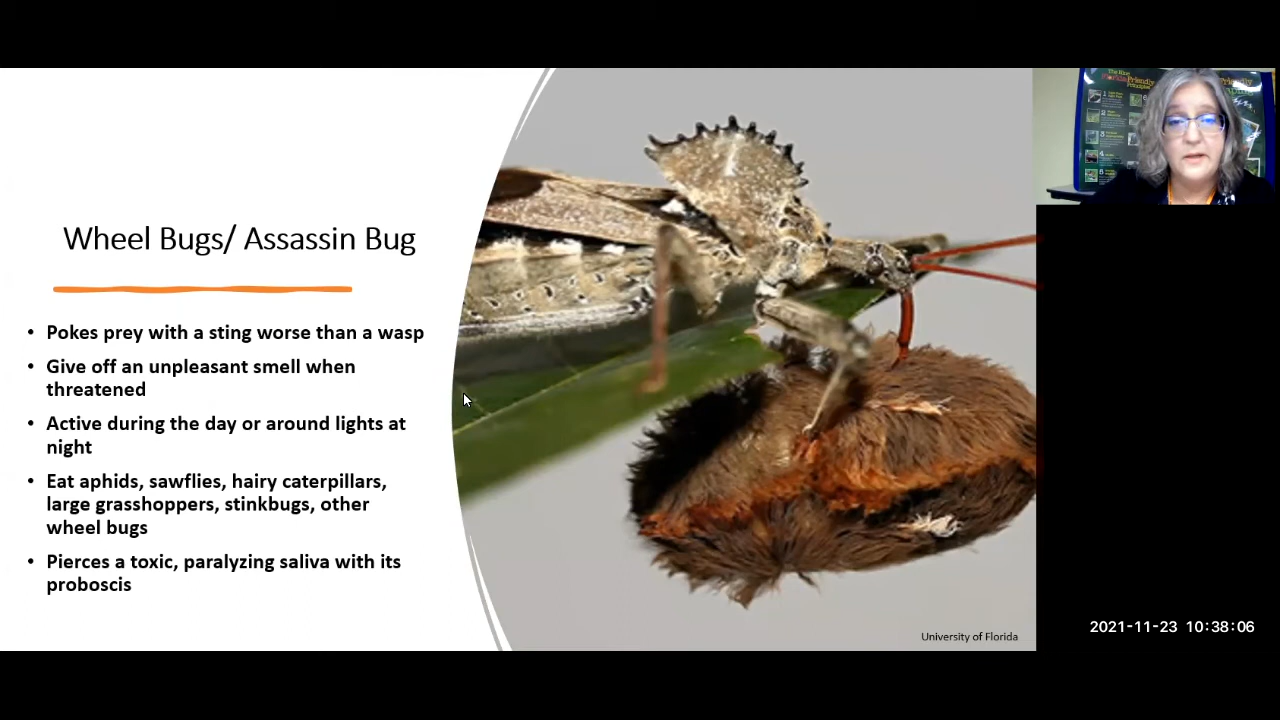 Wheel Bugs/ Assassin Bug
• Pokes prey with a sting worse than a wasp
• Give off an unpleasant smell when
threatened
• Active during the day or around lights at
night
• Eat aphids, sawflies, hairy caterpillars,
large grasshoppers, stinkbugs, other
wheel bugs
• Pierces a toxic, paralyzing saliva with its
proboscis
University of Florida
2021-11-23 10:38:06